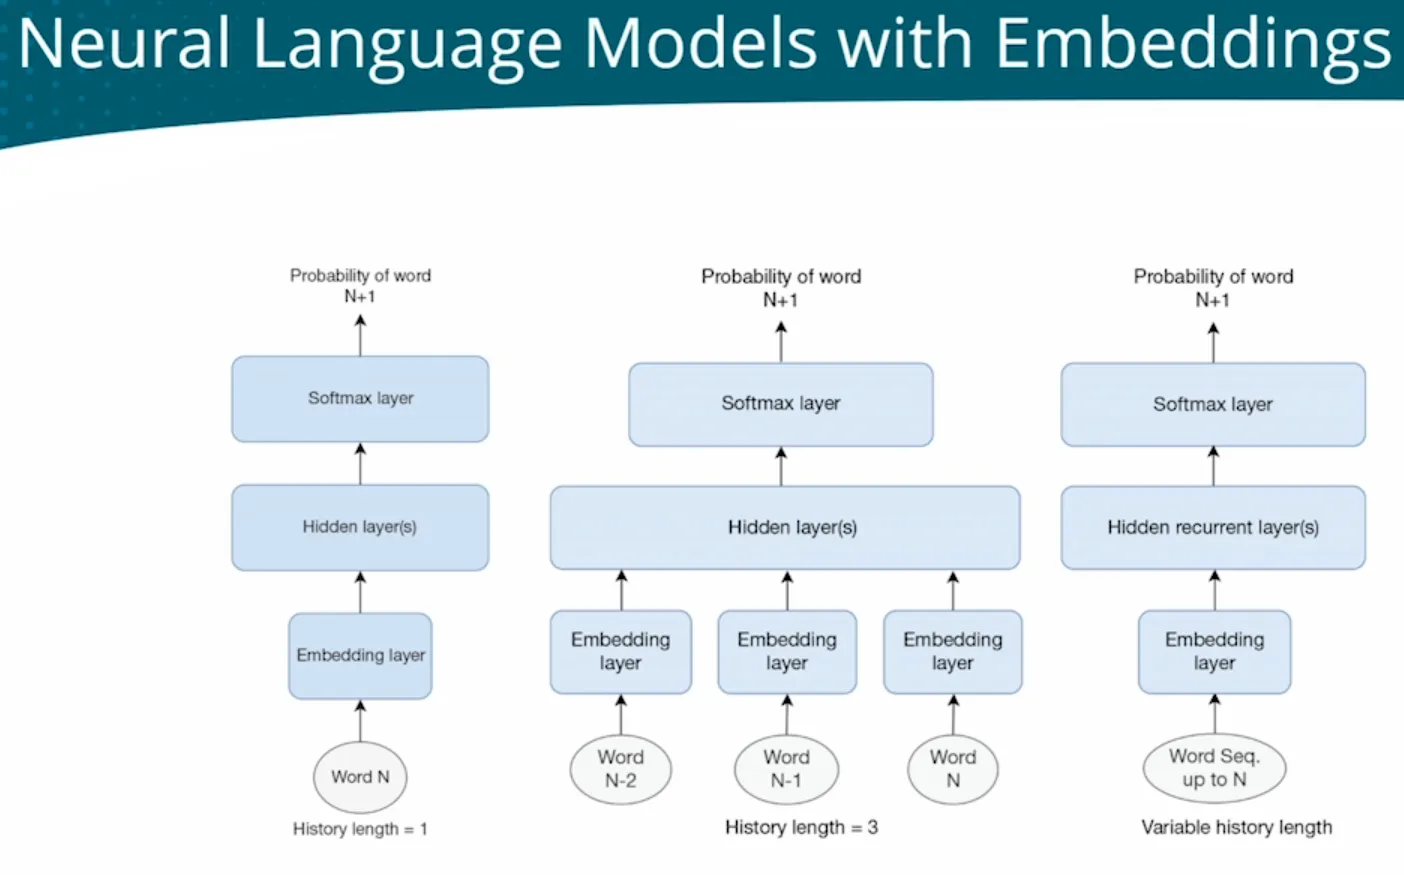 Neural Language Models with Embeddings
Probability of word
N+1
Softmax layer
Hidden layer(s)
Embedding layer
Word N
History length = 1
Probability of word
N+1
Softmax layer
Hidden layer(s)
Embedding
layer
Embedding
layer
Embedding
layer
Word
N-2
Word
N-1
Word
N
History length = 3
Probability of word
N+1
Softmax layer
Hidden recurrent layer(s)
Embedding
layer
Word Seq.
up to N
Variable history length